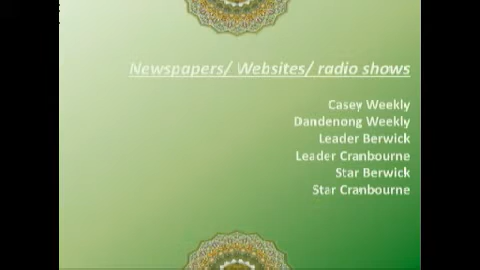 Newspapers/ Websites/ radio shows
Casey Weekly
Dandenong Weekly
Leader Berwick
Leader Cranbourne
Star Berwick
Star Cranbourne